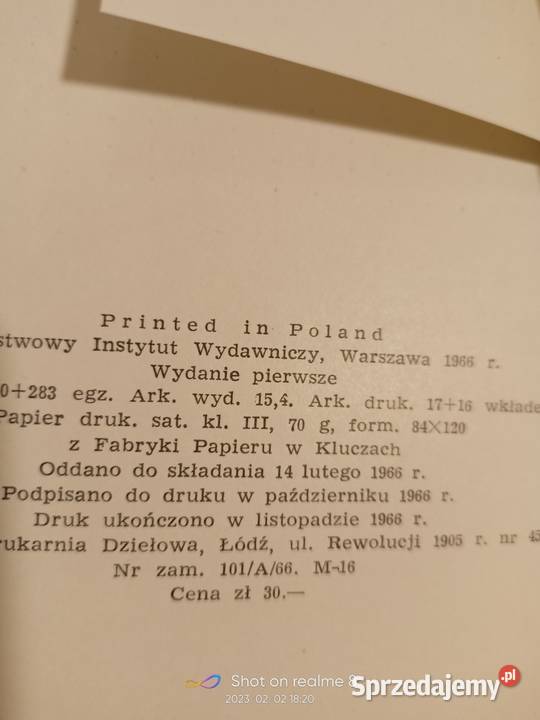 Printed in Poland
stwowy Instytut Wydawniczy, Warszawa 1966 r.
Wydanie pierwsze
0+283 egz. Ark. wyd. 15,4. Ark. druk. 17+16 wkład
Papier druk. sat. kl. III, 70 g, form. 84×120
z Fabryki Papieru w Kluczach
Oddano do składania 14 lutego 1966 r.
Podpisano do druku w październiku 1966 r.
Druk ukończono w listopadzie 1966 r.
rukarnia Dziełowa, Łódź, ul. Rewolucji 1905 r. nr 45
Nr zam. 101/A/66. M-16
Cena zł 30.—
Shot on realme 8
2023. 02. 02 18:20
Sprzedajemy.pl